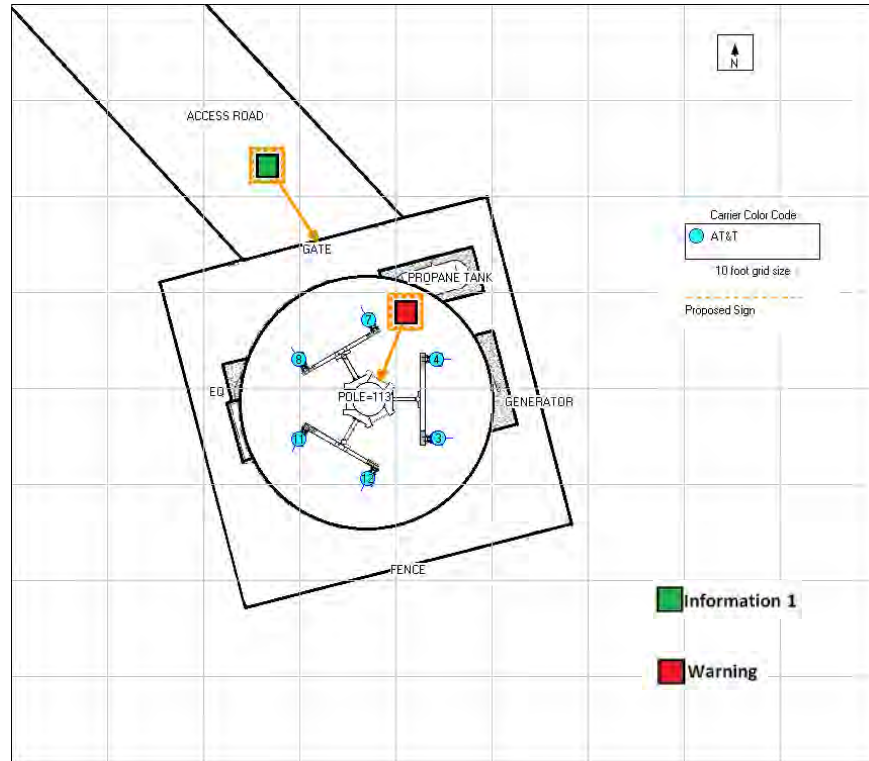 N
ACCESS ROAD
Carrier Color Code
AT&T
10 foot grid size
Proposed Sign
GATE
PROPANE TANK
7
8
4
EQ
POLE=113'
GENERATOR
11
3
12
FENCE
Information 1
Warning